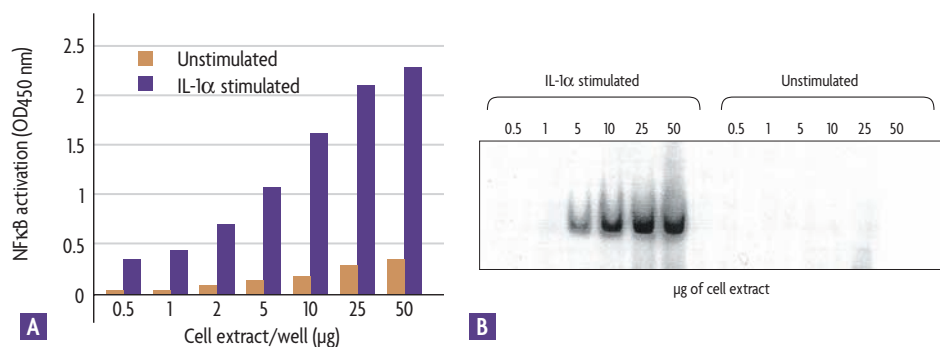 NFκB activation (OD450 nm)
2.5
2
1.5
1
0.5
0
Unstimulated
IL-1α stimulated
0.5 1 2 5 10 25 50
Cell extract/well (µg)
A
IL-1α stimulated Unstimulated
0.5 1 5 10 25 50 0.5 1 5 10 25 50
µg of cell extract
B